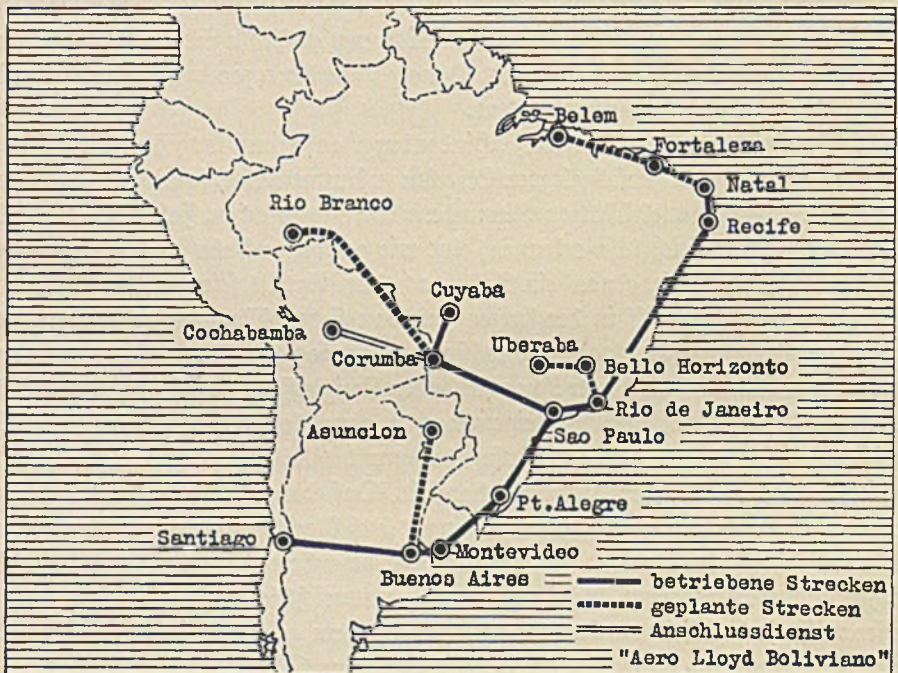 Belem
Fortaleza
Natal
Recife
Rio Branco
Cuyaba
Cochabamba
Corumba
Uberaba
Bello Horizonto
Rio de Janeiro
Sao Paulo
Asuncion
Pt.Alegre
Santiago
Montevideo
Buenos Aires
betriebene Strecken
geplante Strecken
Anschlussdienst
"Aero Lloyd Boliviano"